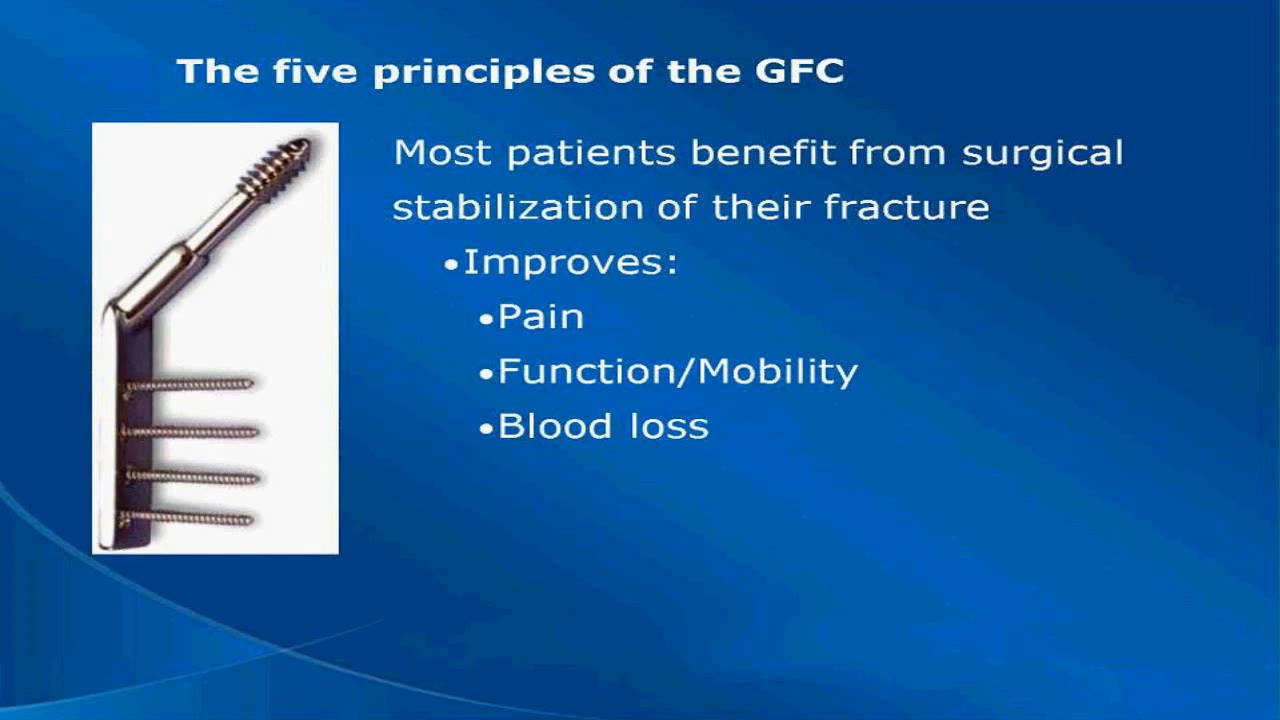 The five principles of the GFC
Most patients benefit from surgical
stabilization of their fracture
•Improves:
•Pain
•Function/Mobility
•Blood loss